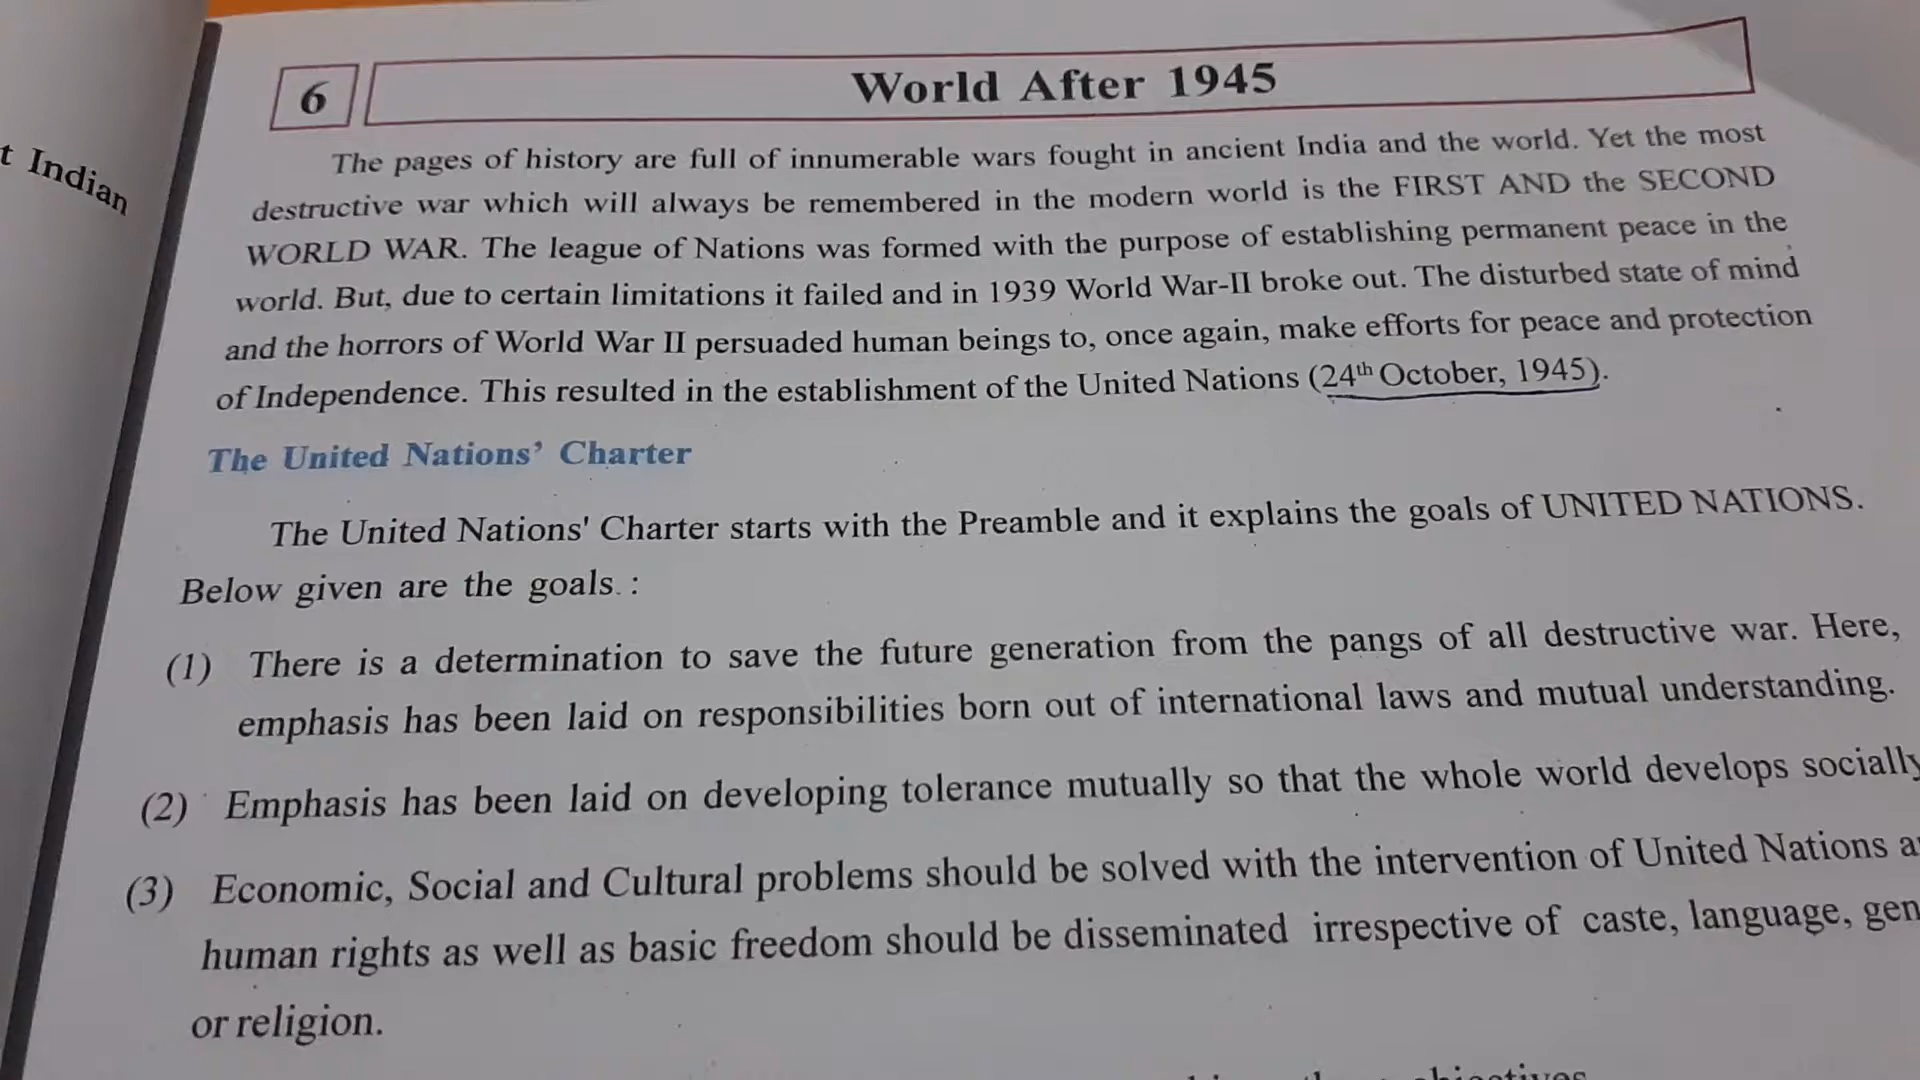 t Indian
6
World After 1945
The pages of history are full of innumerable wars fought in ancient India and the world. Yet the most
destructive war which will always be remembered in the modern world is the FIRST AND the SECOND
WORLD WAR. The league of Nations was formed with the purpose of establishing permanent peace in the
world. But, due to certain limitations it failed and in 1939 World War-II broke out. The disturbed state of mind
and the horrors of World War II persuaded human beings to, once again, make efforts for peace and protection
of Independence. This resulted in the establishment of the United Nations (24th October, 1945).
The United Nations’ Charter
The United Nations' Charter starts with the Preamble and it explains the goals of UNITED NATIONS.
Below given are the goals. :
(1) There is a determination to save the future generation from the pangs of all destructive war. Here,
emphasis has been laid on responsibilities born out of international laws and mutual understanding.
(2) Emphasis has been laid on developing tolerance mutually so that the whole world develops socially
(3) Economic, Social and Cultural problems should be solved with the intervention of United Nations a
human rights as well as basic freedom should be disseminated irrespective of caste, language, gen
or religion.